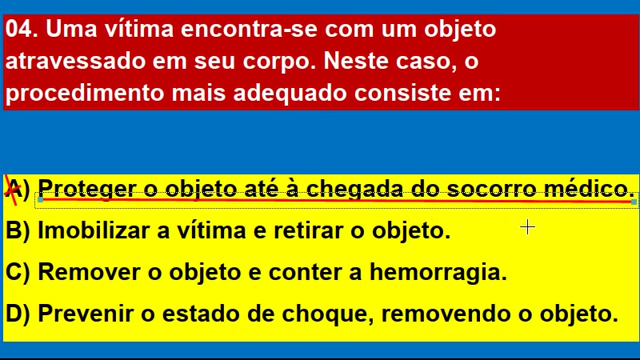 04. Uma vítima encontra-se com um objeto
atravessado em seu corpo. Neste caso, o
procedimento mais adequado consiste em:
A) Proteger o objeto até à chegada do socorro médico.
B) Imobilizar a vítima e retirar o objeto.
C) Remover o objeto e conter a hemorragia.
D) Prevenir o estado de choque, removendo o objeto.